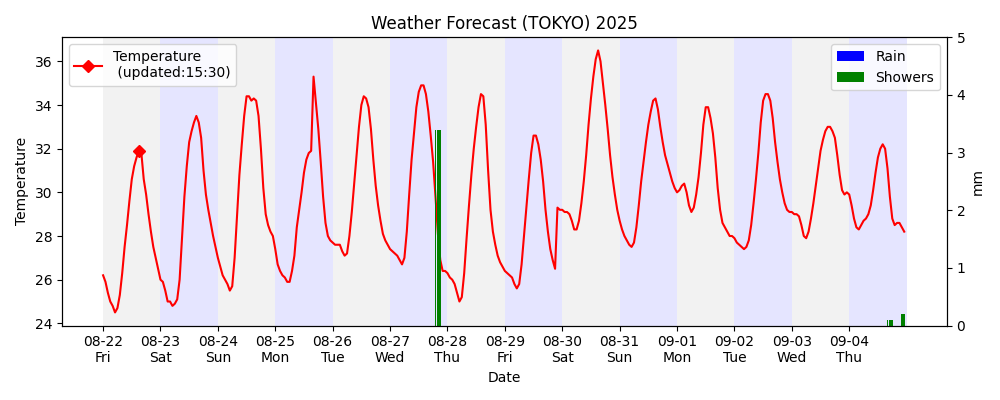 Weather Forecast (TOKYO) 2025
Temperature
(updated:15:30)
Rain
Showers
Temperature
36
34
32
30
28
26
24
5
4
3
2
1
0
mm
08-22 08-23 08-24 08-25 08-26 08-27 08-28 08-29 08-30 08-31 09-01 09-02 09-03 09-04
Fri Sat Sun Mon Tue Wed Thu Fri Sat Sun Mon Tue Wed Thu
Date